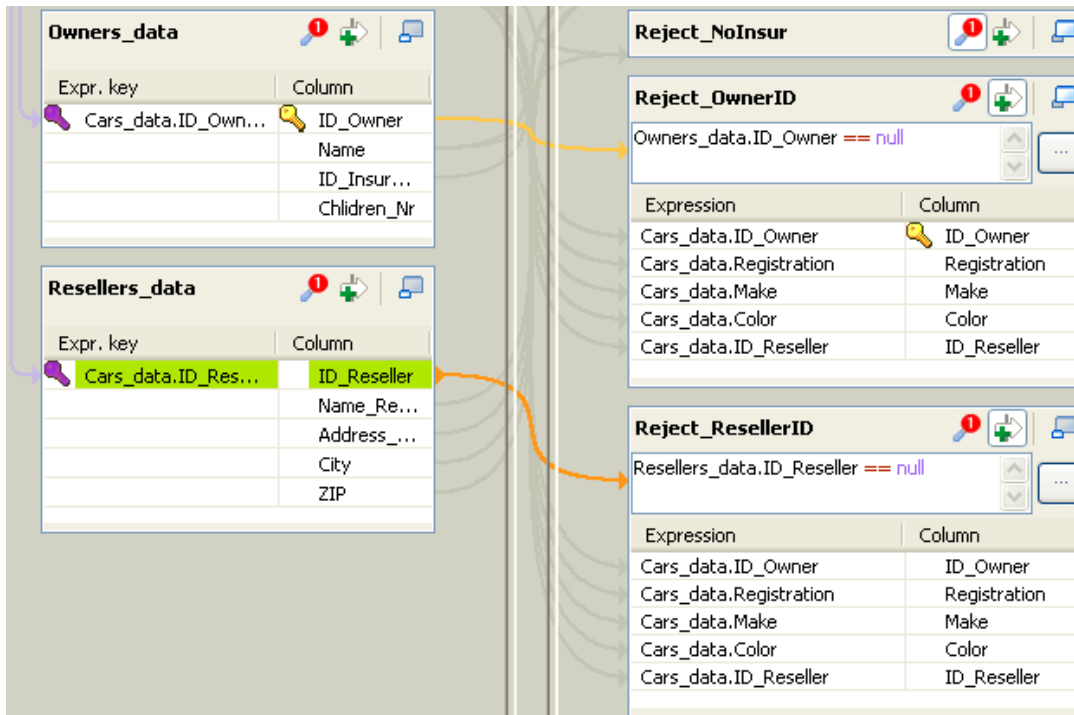 Owners_data
Expr. key Column
Cars_data.ID_Own... ID_Owner
Name
ID_Insur...
Chlidren_Nr
Resellers_data
Expr. key Column
Cars_data.ID_Res... ID_Reseller
Name_Re...
Address_...
City
ZIP
Reject_NoInsur
Reject_OwnerID
Owners_data.ID_Owner == null
...
Expression Column
Cars_data.ID_Owner ID_Owner
Cars_data.Registration Registration
Cars_data.Make Make
Cars_data.Color Color
Cars_data.ID_Reseller ID_Reseller
Reject_ResellerID
Resellers_data.ID_Reseller == null
...
Expression Column
Cars_data.ID_Owner ID_Owner
Cars_data.Registration Registration
Cars_data.Make Make
Cars_data.Color Color
Cars_data.ID_Reseller ID_Reseller